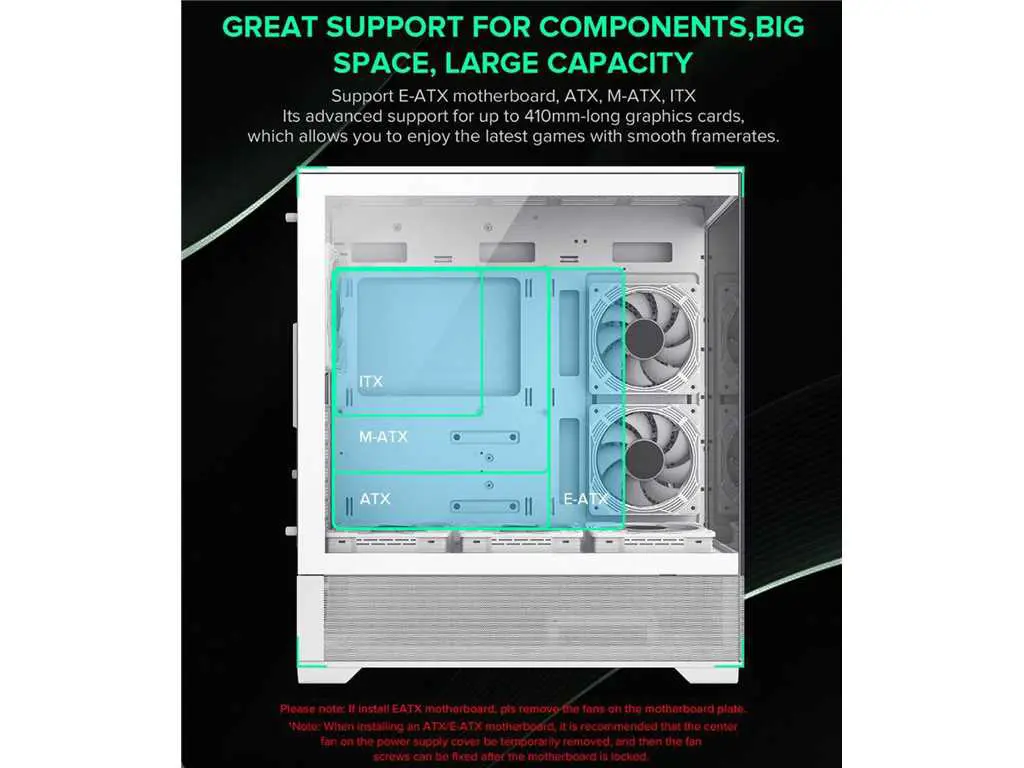 GREAT SUPPORT FOR COMPONENTS,BIG
SPACE, LARGE CAPACITY
Support E-ATX motherboard, ATX, M-ATX, ITX
Its advanced support for up to 410mm-long graphics cards,
which allows you to enjoy the latest games with smooth framerates.
ITX
M-ATX
ATX
E-ATX
Please note: If install EATX motherboard, pls remove the fans on the motherboard plate.
*Note: When installing an ATX/E-ATX motherboard, it is recommended that the center
fan on the power supply cover be temporarily removed, and then the fan
screws can be fixed after the motherboard is locked.